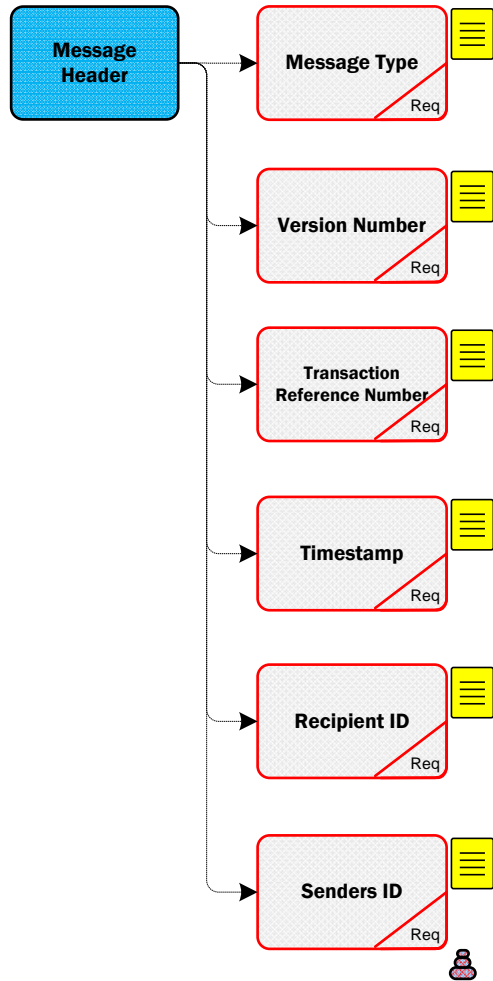 Message
Header
Message Type
Req
Version Number
Req
Transaction
Reference Number
Req
Timestamp
Req
Recipient ID
Req
Senders ID
Req